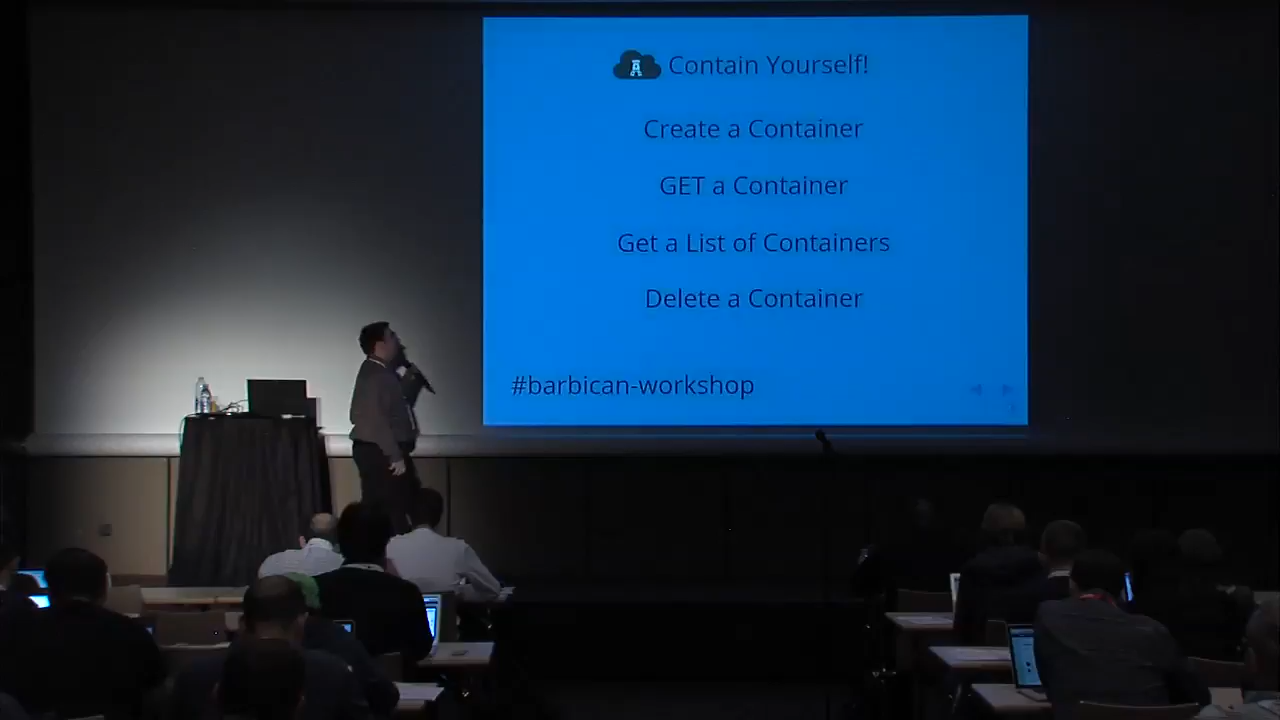 Contain Yourself!
Create a Container
GET a Container
Get a List of Containers
Delete a Container
#barbican-workshop